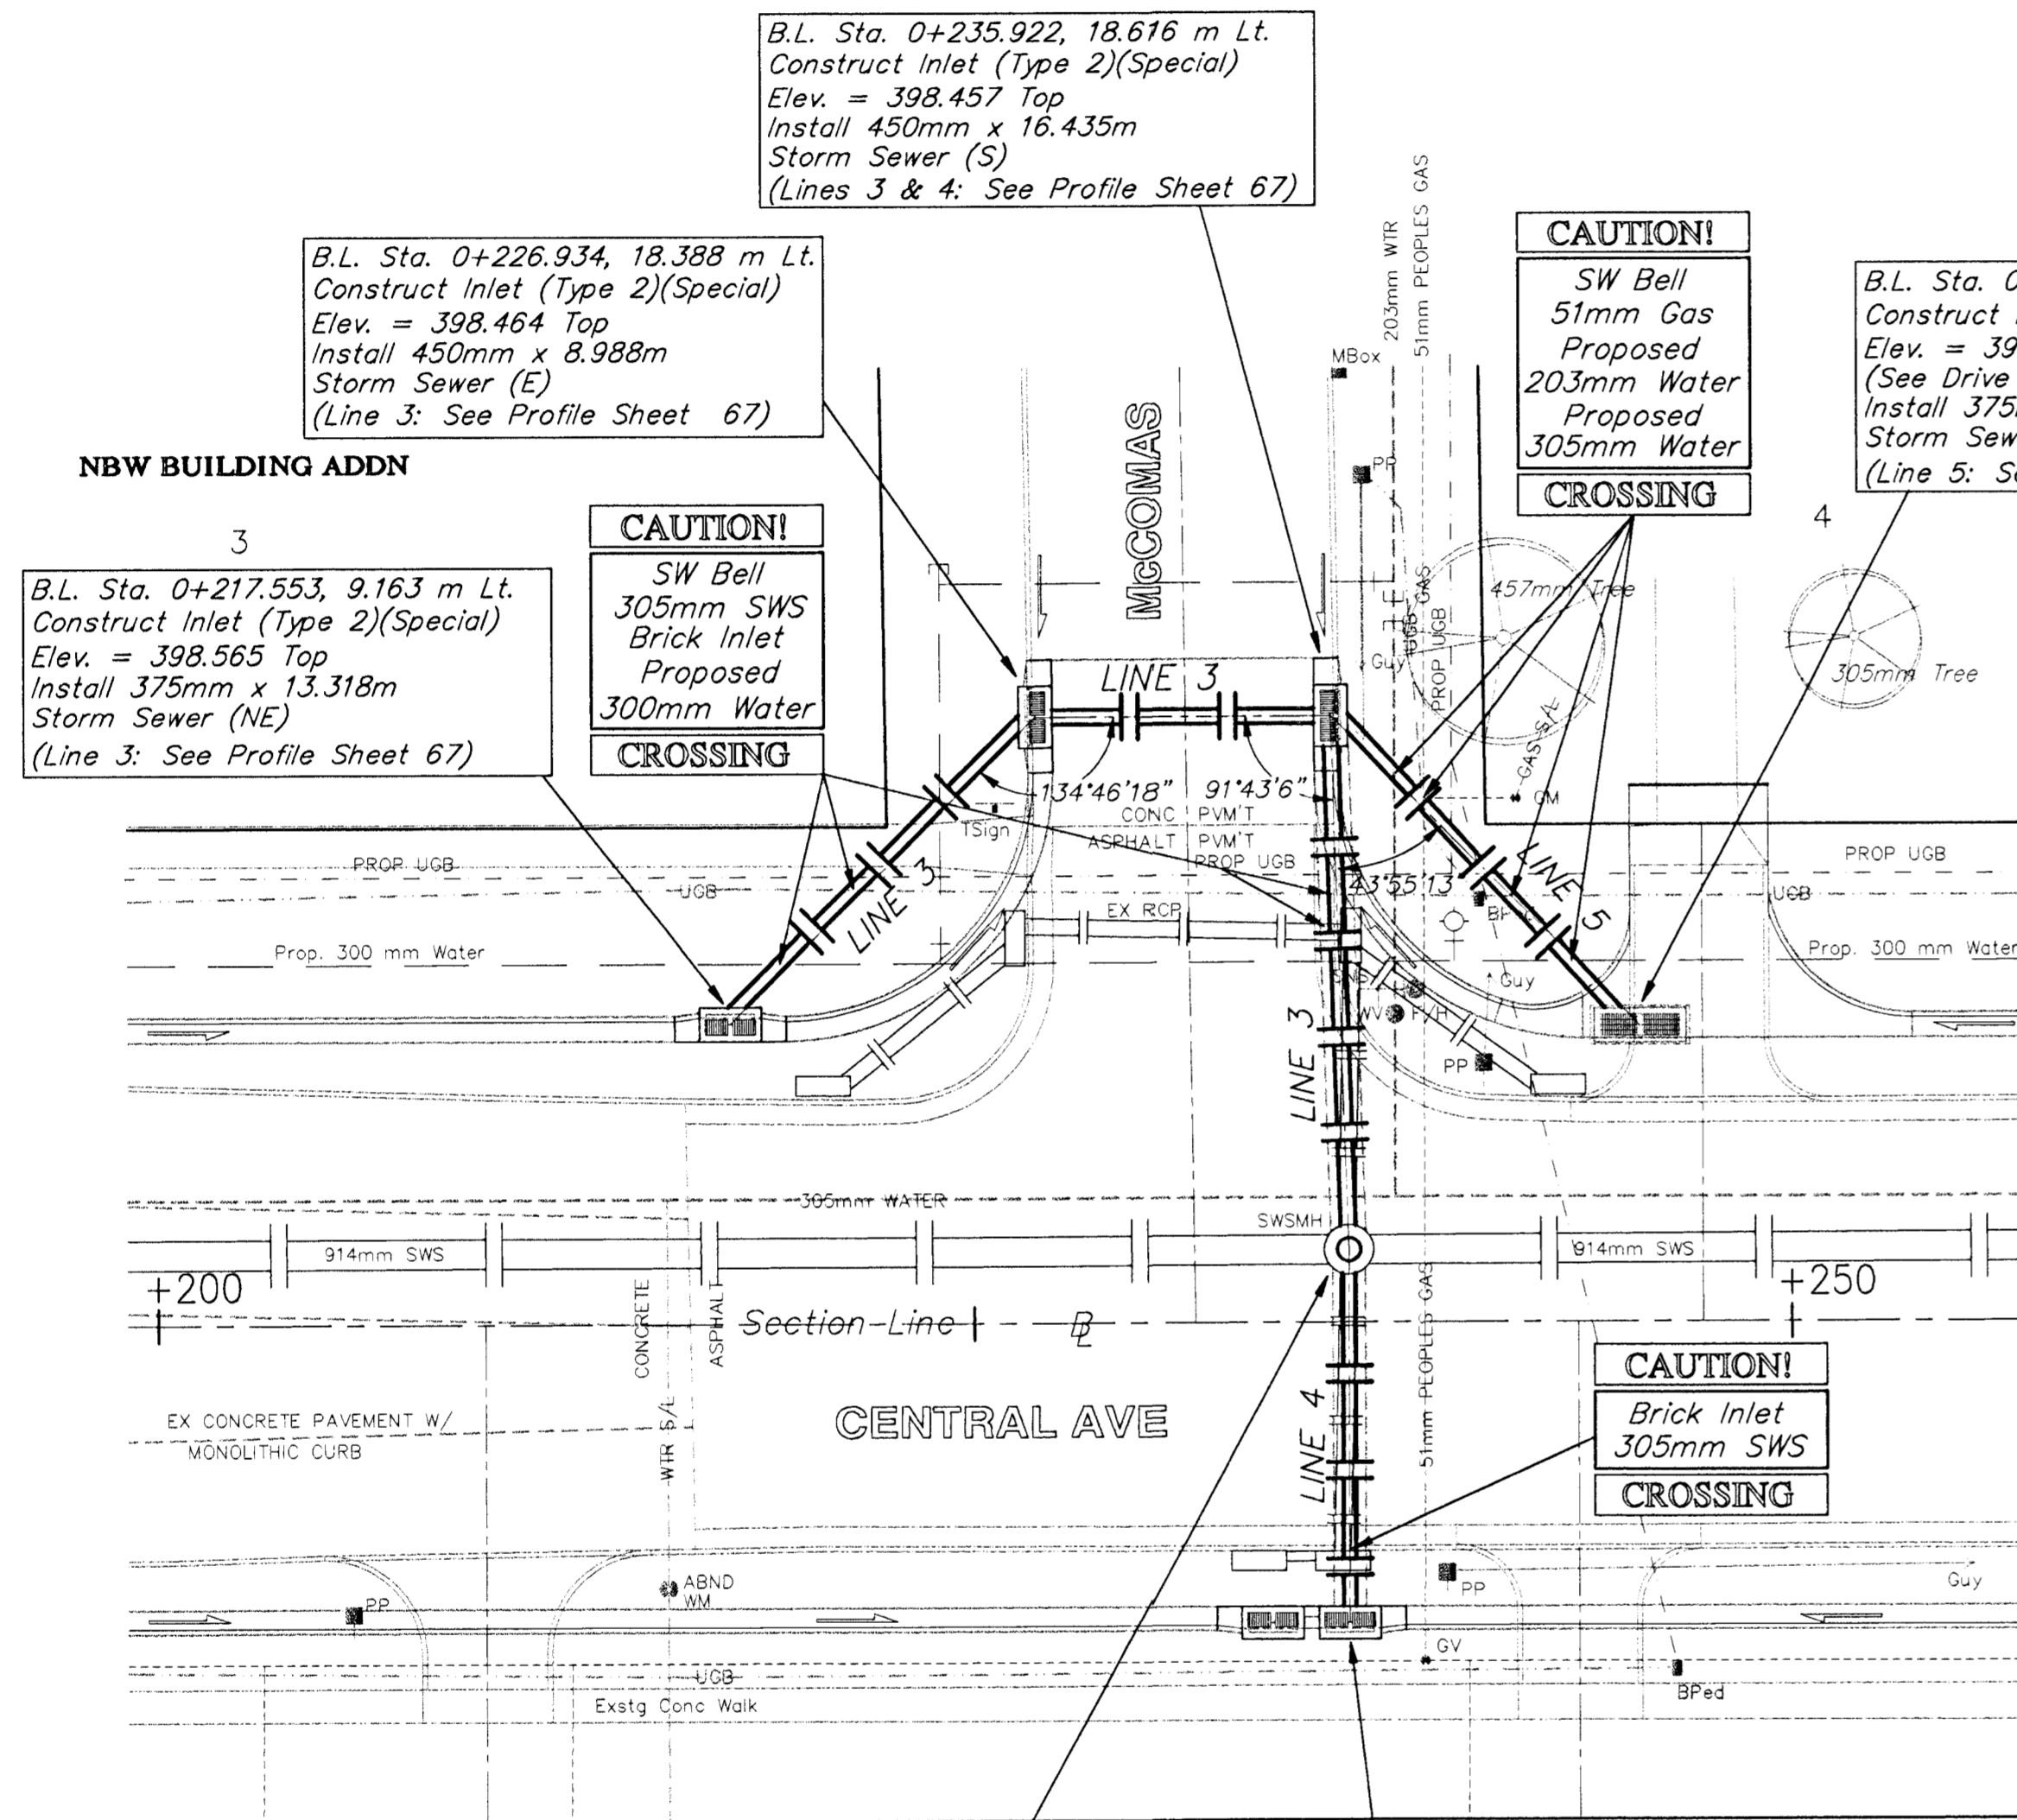 B.L. Sta. 0+235.922, 18.616 m Lt.
Construct Inlet (Type 2)(Special)
Elev. = 398.457 Top
Install 450mm x 16.435m
Storm Sewer (S)
(Lines 3 & 4: See Profile Sheet 67)
B.L. Sta. 0+226.934, 18.388 m Lt.
Construct Inlet (Type 2)(Special)
Elev. = 398.464 Top
Install 450mm x 8.988m
Storm Sewer (E)
(Line 3: See Profile Sheet 67)
203mm WTR
51mm PEOPLES GAS
CAUTION!
SW Bell
51mm Gas
Proposed
203mm Water
Proposed
305mm Water
CROSSING
B.L. Sta. 0
Construct
Elev. = 39
(See Drive
Install 375
Storm Sew
(Line 5: S
MBox
McCOMAS
PP
NBW BUILDING ADDN
3
4
CAUTION!
SW Bell
305mm SWS
Brick Inlet
Proposed
300mm Water
CROSSING
B.L. Sta. 0+217.553, 9.163 m Lt.
Construct Inlet (Type 2)(Special)
Elev. = 398.565 Top
Install 375mm x 13.318m
Storm Sewer (NE)
(Line 3: See Profile Sheet 67)
457mm Tree
305mm Tree
UGB
GAS
PROP UGB
Guy
LINE 3
GAS S/L
GM
134°46'18"
91°43'6"
TSign
CONC PVM'T
ASPHALT PVM'T
PROP UGB
PROP UGB
PROP UGB
UGB
UGB
43°55'13"
LINE 3
LINE 5
EX RCP
Prop. 300 mm Water
Prop. 300 mm Water
Guy
WV
F/H
LINE 3
PP
305mm WATER
SWSMH
914mm SWS
914mm SWS
+200
+250
CONCRETE
ASPHALT
Section Line
BL
51mm PEOPLES GAS
CAUTION!
Brick Inlet
305mm SWS
CROSSING
EX CONCRETE PAVEMENT W/
MONOLITHIC CURB
WTR S/L
CENTRAL AVE
LINE 4
ABND
WM
PP
PP
Guy
GV
UGB
Exstg Conc Walk
BPed